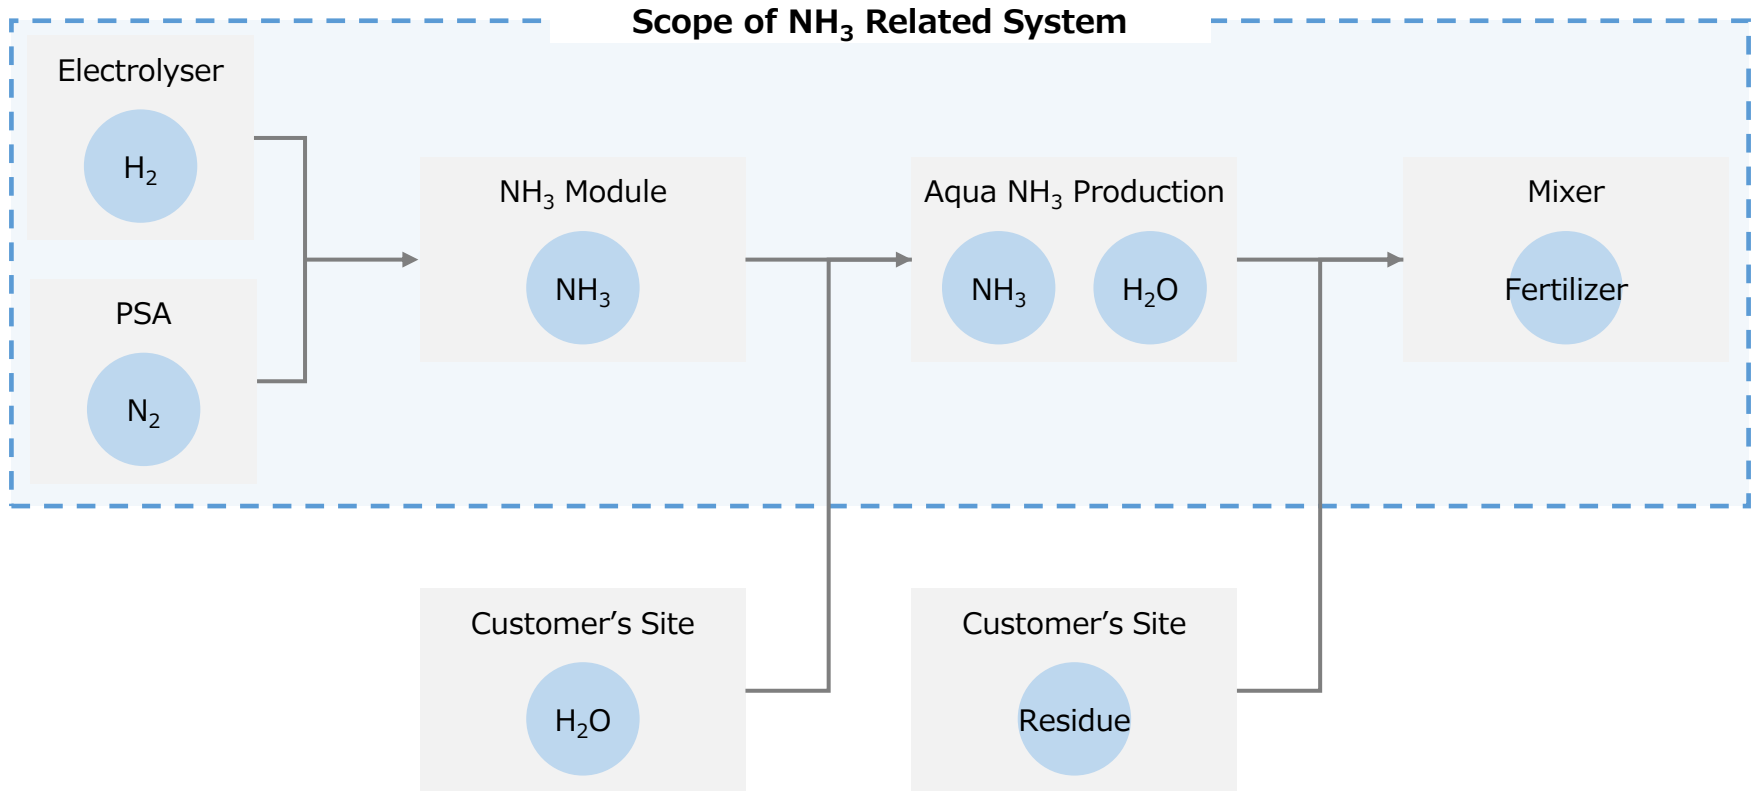 Scope of NH₃ Related System
Electrolyser
H₂
PSA
N₂
NH₃ Module
NH₃
Aqua NH₃ Production
NH₃
H₂O
Mixer
Fertilizer
Customer’s Site
H₂O
Customer’s Site
Residue